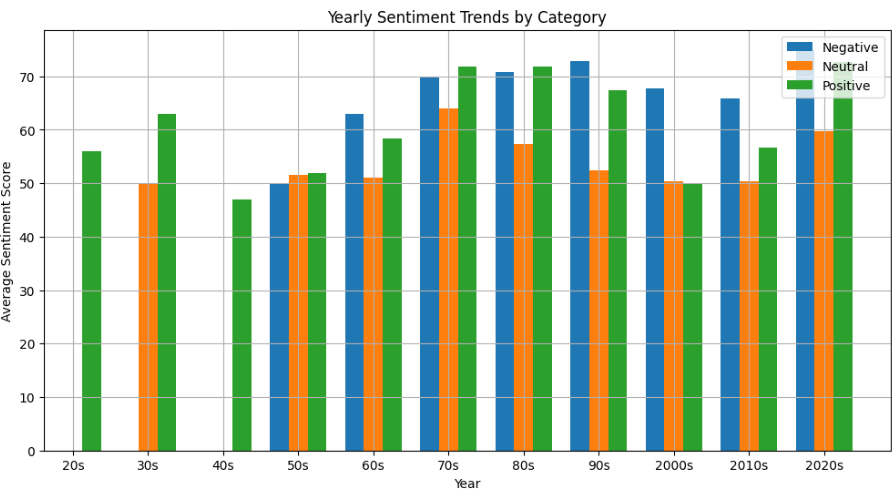 Yearly Sentiment Trends by Category
Negative
Neutral
Positive
Average Sentiment Score
70
60
50
40
30
20
10
0
20s 30s 40s 50s 60s 70s 80s 90s 2000s 2010s 2020s
Year